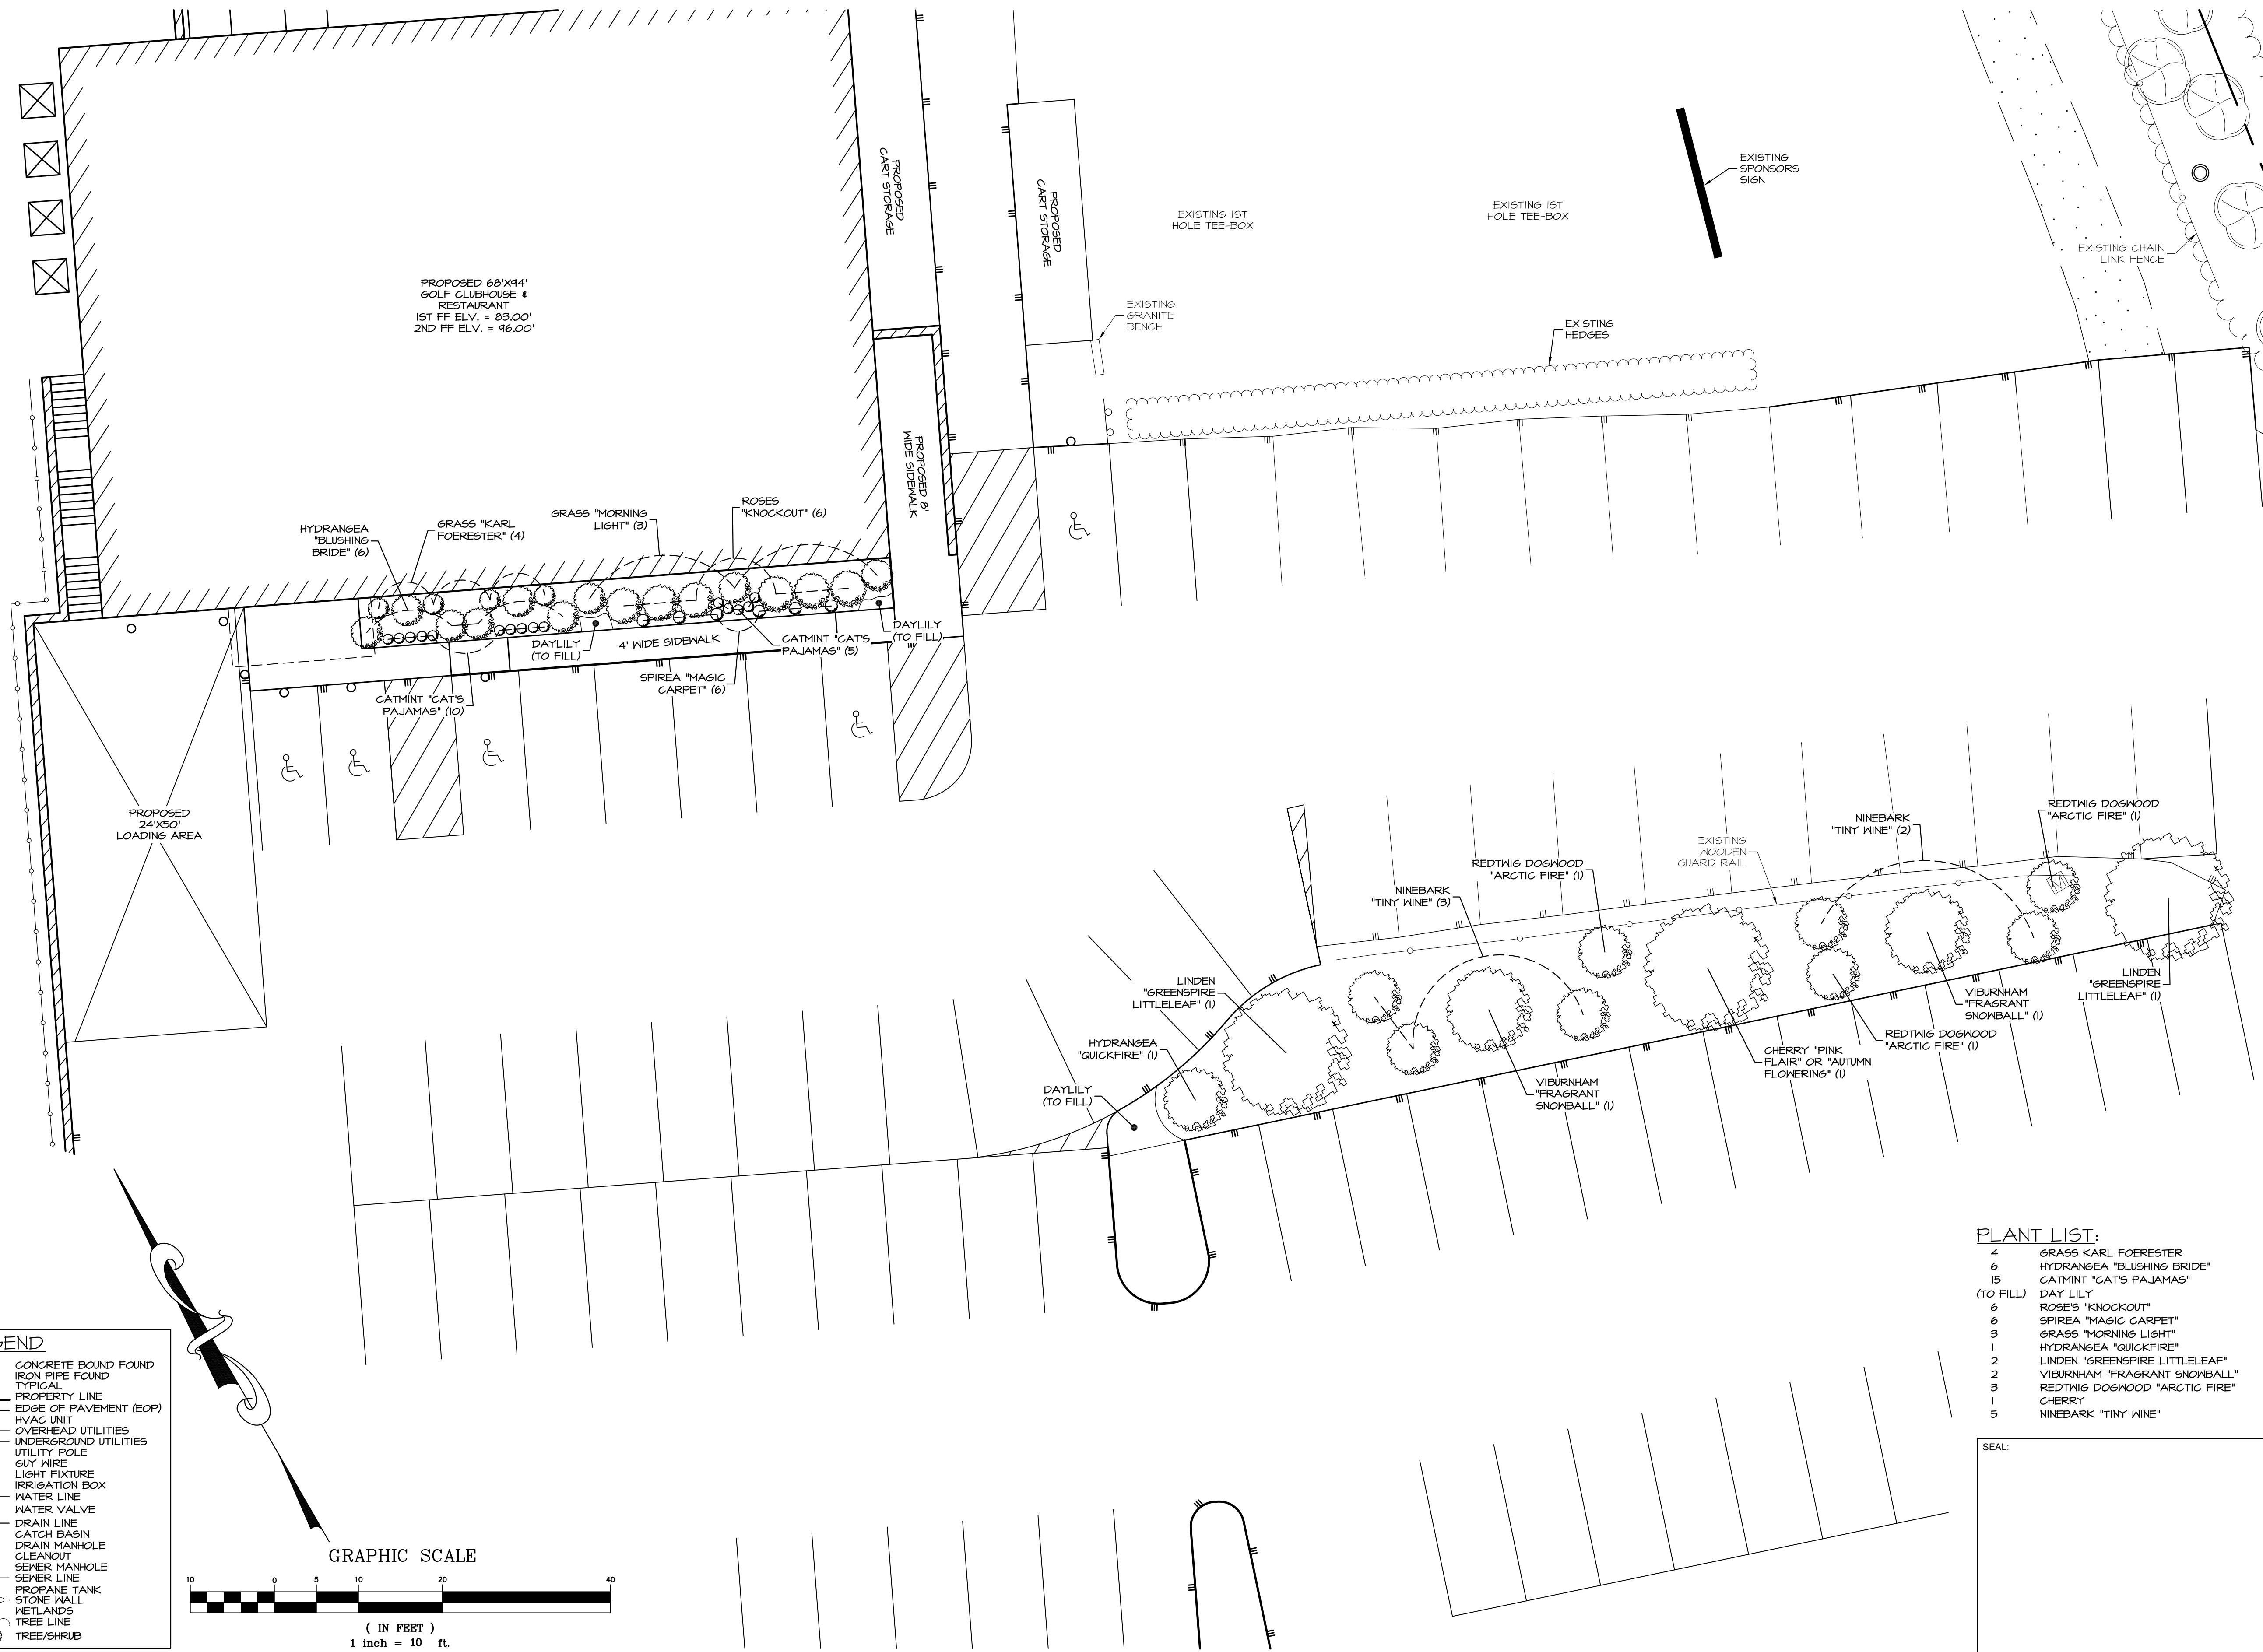 PROPOSED
CART STORAGE
PROPOSED
CART STORAGE
EXISTING
SPONSORS
SIGN
EXISTING 1ST
HOLE TEE-BOX
EXISTING 1ST
HOLE TEE-BOX
EXISTING CHAIN
LINK FENCE
PROPOSED 68'X94'
GOLF CLUBHOUSE &
RESTAURANT
1ST FF ELV. = 83.00'
2ND FF ELV. = 96.00'
EXISTING
GRANITE
BENCH
EXISTING
HEDGES
PROPOSED 8'
WIDE SIDEWALK
HYDRANGEA
"BLUSHING
BRIDE" (6)
GRASS "KARL
FOERESTER" (4)
GRASS "MORNING
LIGHT" (3)
ROSES
"KNOCKOUT" (6)
DAYLILY
(TO FILL)
4' WIDE SIDEWALK
CATMINT "CAT'S
PAJAMAS" (5)
DAYLILY
(TO FILL)
SPIREA "MAGIC
CARPET" (6)
CATMINT "CAT'S
PAJAMAS" (10)
PROPOSED
24'X50'
LOADING AREA
REDTWIG DOGWOOD
"ARCTIC FIRE" (1)
NINEBARK
"TINY WINE" (2)
EXISTING
WOODEN
GUARD RAIL
REDTWIG DOGWOOD
"ARCTIC FIRE" (1)
NINEBARK
"TINY WINE" (3)
LINDEN
"GREENSPIRE
LITTLELEAF" (1)
HYDRANGEA
"QUICKFIRE" (1)
DAYLILY
(TO FILL)
VIBURNHAM
"FRAGRANT
SNOWBALL" (1)
CHERRY "PINK
FLAIR" OR "AUTUMN
FLOWERING" (1)
REDTWIG DOGWOOD
"ARCTIC FIRE" (1)
VIBURNHAM
"FRAGRANT
SNOWBALL" (1)
LINDEN
"GREENSPIRE
LITTLELEAF" (1)
M
PLANT LIST:
4 GRASS KARL FOERESTER
6 HYDRANGEA "BLUSHING BRIDE"
15 CATMINT "CAT'S PAJAMAS"
(TO FILL) DAY LILY
6 ROSE'S "KNOCKOUT"
6 SPIREA "MAGIC CARPET"
3 GRASS "MORNING LIGHT"
1 HYDRANGEA "QUICKFIRE"
2 LINDEN "GREENSPIRE LITTLELEAF"
2 VIBURNHAM "FRAGRANT SNOWBALL"
3 REDTWIG DOGWOOD "ARCTIC FIRE"
1 CHERRY
5 NINEBARK "TINY WINE"
SEAL:
GEND
CONCRETE BOUND FOUND
IRON PIPE FOUND
TYPICAL
PROPERTY LINE
EDGE OF PAVEMENT (EOP)
HVAC UNIT
OVERHEAD UTILITIES
UNDERGROUND UTILITIES
UTILITY POLE
GUY WIRE
LIGHT FIXTURE
IRRIGATION BOX
WATER LINE
WATER VALVE
DRAIN LINE
CATCH BASIN
DRAIN MANHOLE
CLEANOUT
SEWER MANHOLE
SEWER LINE
PROPANE TANK
STONE WALL
WETLANDS
TREE LINE
TREE/SHRUB
GRAPHIC SCALE
10 0 5 10 20 40
( IN FEET )
1 inch = 10 ft.